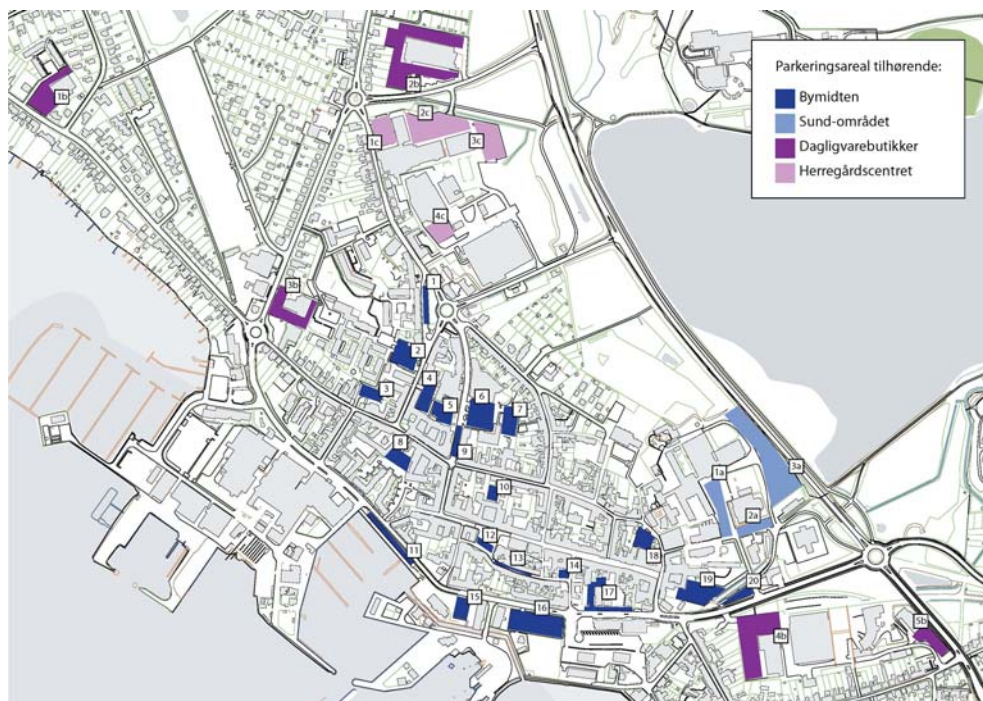 Parkeringsareal tilhørende:
Bymidten
Sund-området
Dagligvarebutikker
Herregårdscentret
1b
2b
2c
1c
3c
4c
1
3b
2
3
4
5
6
7
8
9
10
1a
3a
2a
11
12
13
14
18
15
16
17
19
20
4b
5b